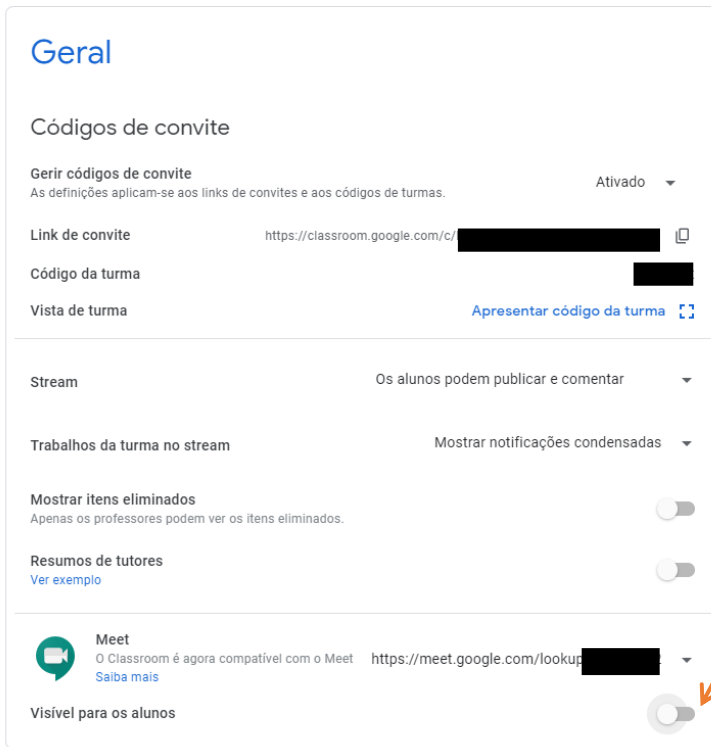 Geral
Códigos de convite
Gerir códigos de convite
As definições aplicam-se aos links de convites e aos códigos de turmas.
Ativado
Link de convite
https://classroom.google.com/c/
Código da turma
Vista de turma
Apresentar código da turma
Stream
Os alunos podem publicar e comentar
Trabalhos da turma no stream
Mostrar notificações condensadas
Mostrar itens eliminados
Apenas os professores podem ver os itens eliminados.
Resumos de tutores
Ver exemplo
Meet
O Classroom é agora compatível com o Meet
https://meet.google.com/lookup
Saiba mais
Visível para os alunos